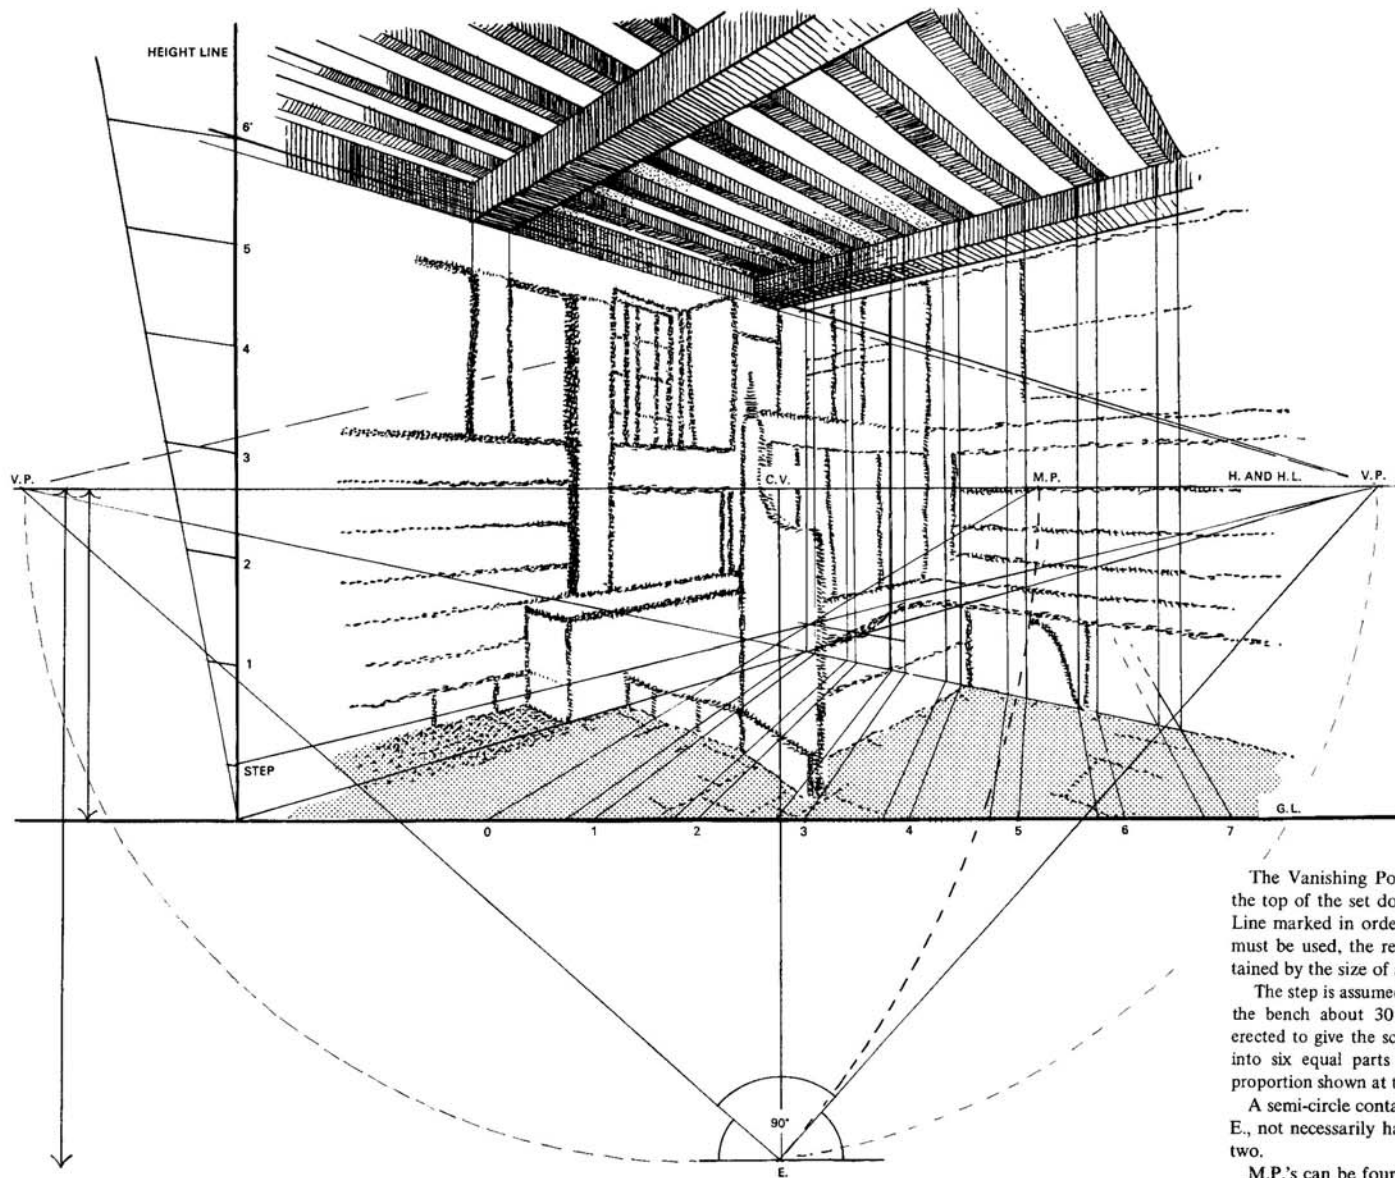 HEIGHT LINE
6'
5
4
3
V.P.
C.V.
M.P.
H. AND H.L.
V.P.
2
1
STEP
G.L.
0 1 2 3 4 5 6 7
The Vanishing Po
the top of the set do
Line marked in orde
must be used, the re
tained by the size of
The step is assume
the bench about 30
erected to give the sc
into six equal parts
proportion shown at t
A semi-circle conta
E., not necessarily ha
two.
M.P.'s can be four
90°
E.